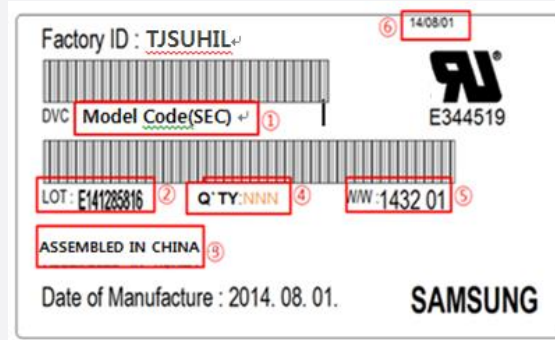 ⑥ 14/08/01
Factory ID : TJSUHIL↵
E344519
DVC Model Code(SEC) ↵ ①
LOT : E141285816 ② Q`TY:NNN ④ W/W :1432 01 ⑤
ASSEMBLED IN CHINA ③
Date of Manufacture : 2014. 08. 01. SAMSUNG